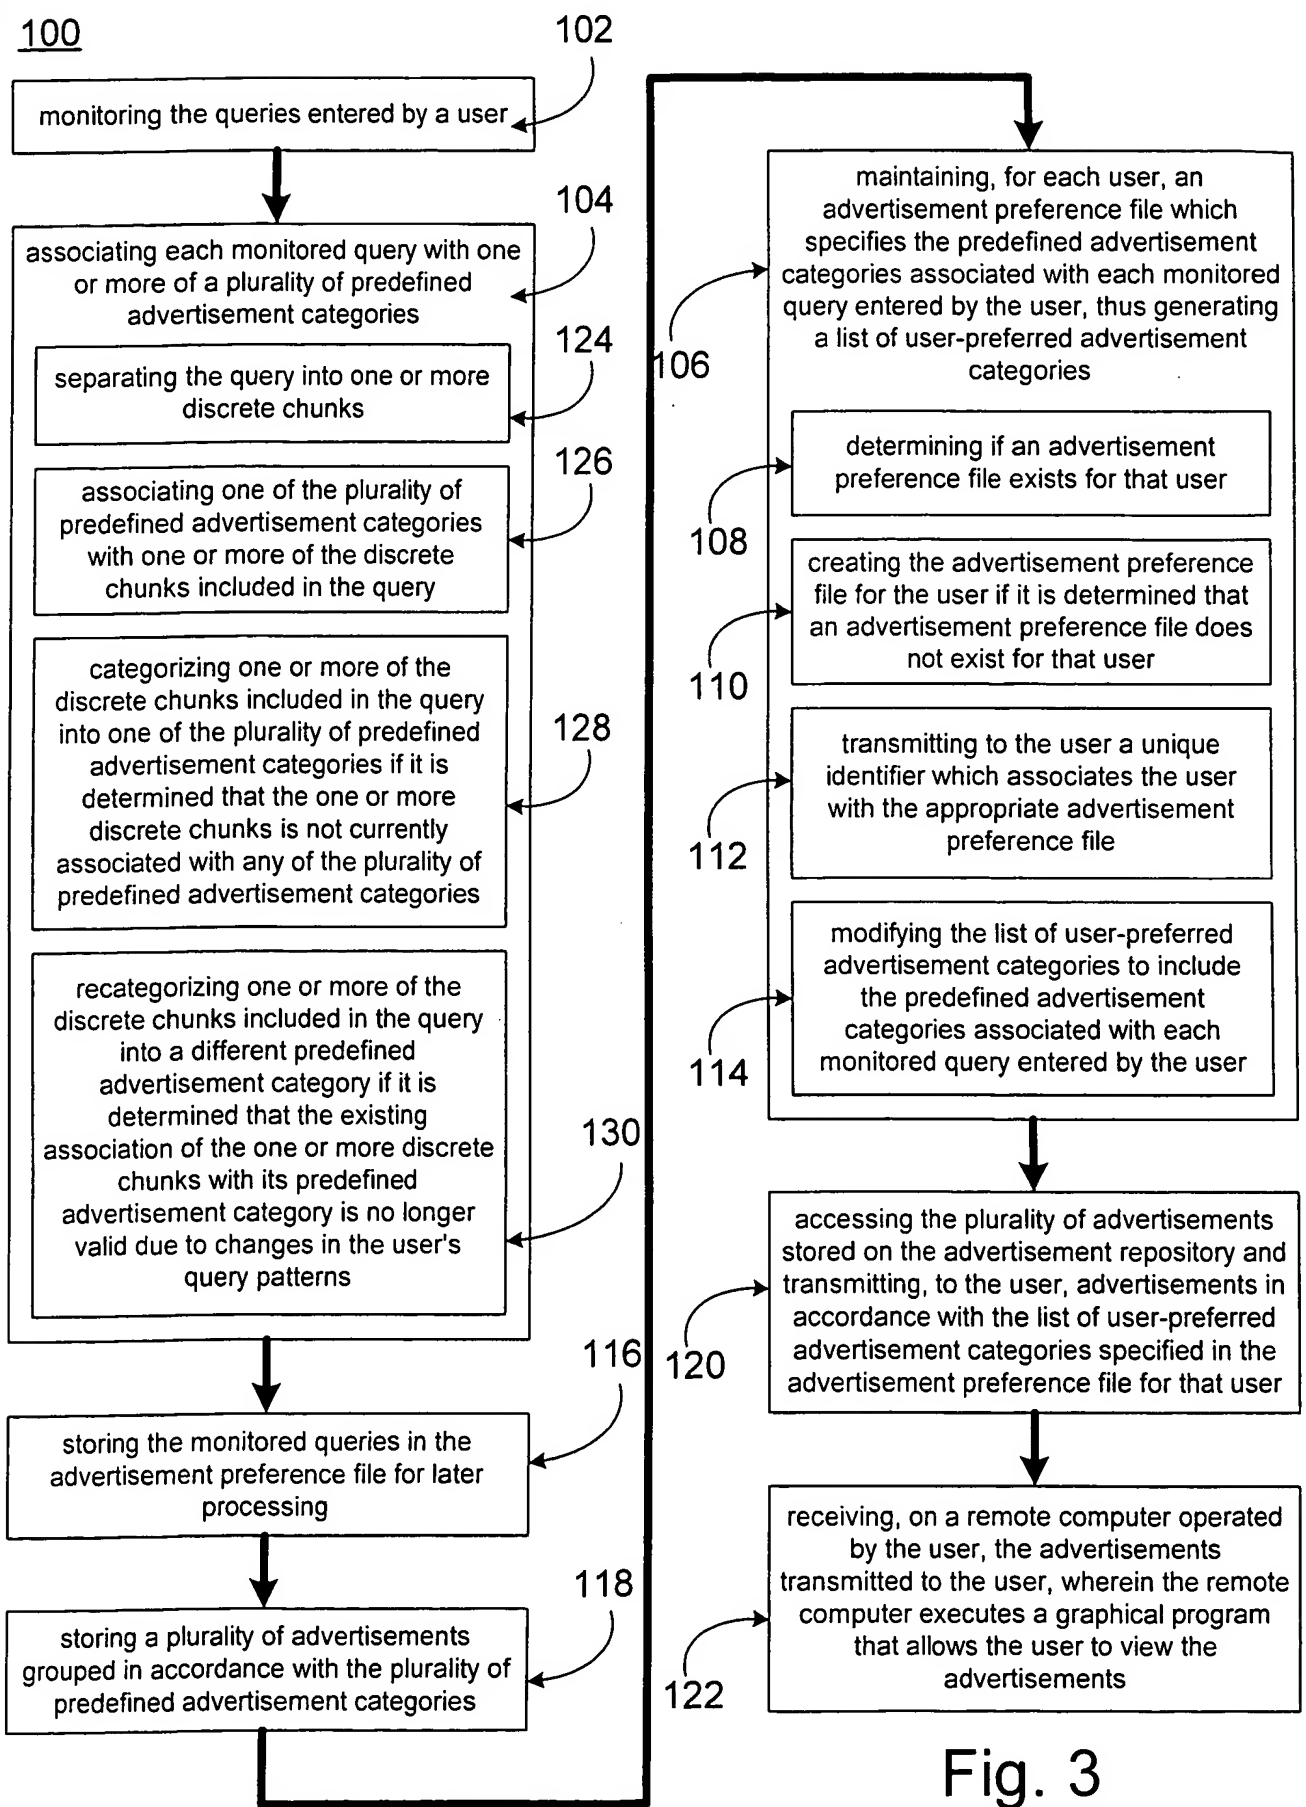 100
102
monitoring the queries entered by a user
104
associating each monitored query with one
or more of a plurality of predefined
advertisement categories
124
separating the query into one or more
discrete chunks
126
associating one of the plurality of
predefined advertisement categories
with one or more of the discrete
chunks included in the query
categorizing one or more of the
discrete chunks included in the query
into one of the plurality of predefined
advertisement categories if it is
determined that the one or more
discrete chunks is not currently
associated with any of the plurality of
predefined advertisement categories
128
recategorizing one or more of the
discrete chunks included in the query
into a different predefined
advertisement category if it is
determined that the existing
association of the one or more discrete
chunks with its predefined
advertisement category is no longer
valid due to changes in the user's
query patterns
130
116
storing the monitored queries in the
advertisement preference file for later
processing
118
storing a plurality of advertisements
grouped in accordance with the plurality of
predefined advertisement categories
maintaining, for each user, an
advertisement preference file which
specifies the predefined advertisement
categories associated with each monitored
query entered by the user, thus generating
a list of user-preferred advertisement
categories
106
determining if an advertisement
preference file exists for that user
108
creating the advertisement preference
file for the user if it is determined that
an advertisement preference file does
not exist for that user
110
transmitting to the user a unique
identifier which associates the user
with the appropriate advertisement
preference file
112
modifying the list of user-preferred
advertisement categories to include
the predefined advertisement
categories associated with each
monitored query entered by the user
114
accessing the plurality of advertisements
stored on the advertisement repository and
transmitting, to the user, advertisements in
accordance with the list of user-preferred
advertisement categories specified in the
advertisement preference file for that user
120
receiving, on a remote computer operated
by the user, the advertisements
transmitted to the user, wherein the remote
computer executes a graphical program
that allows the user to view the
advertisements
122
Fig. 3